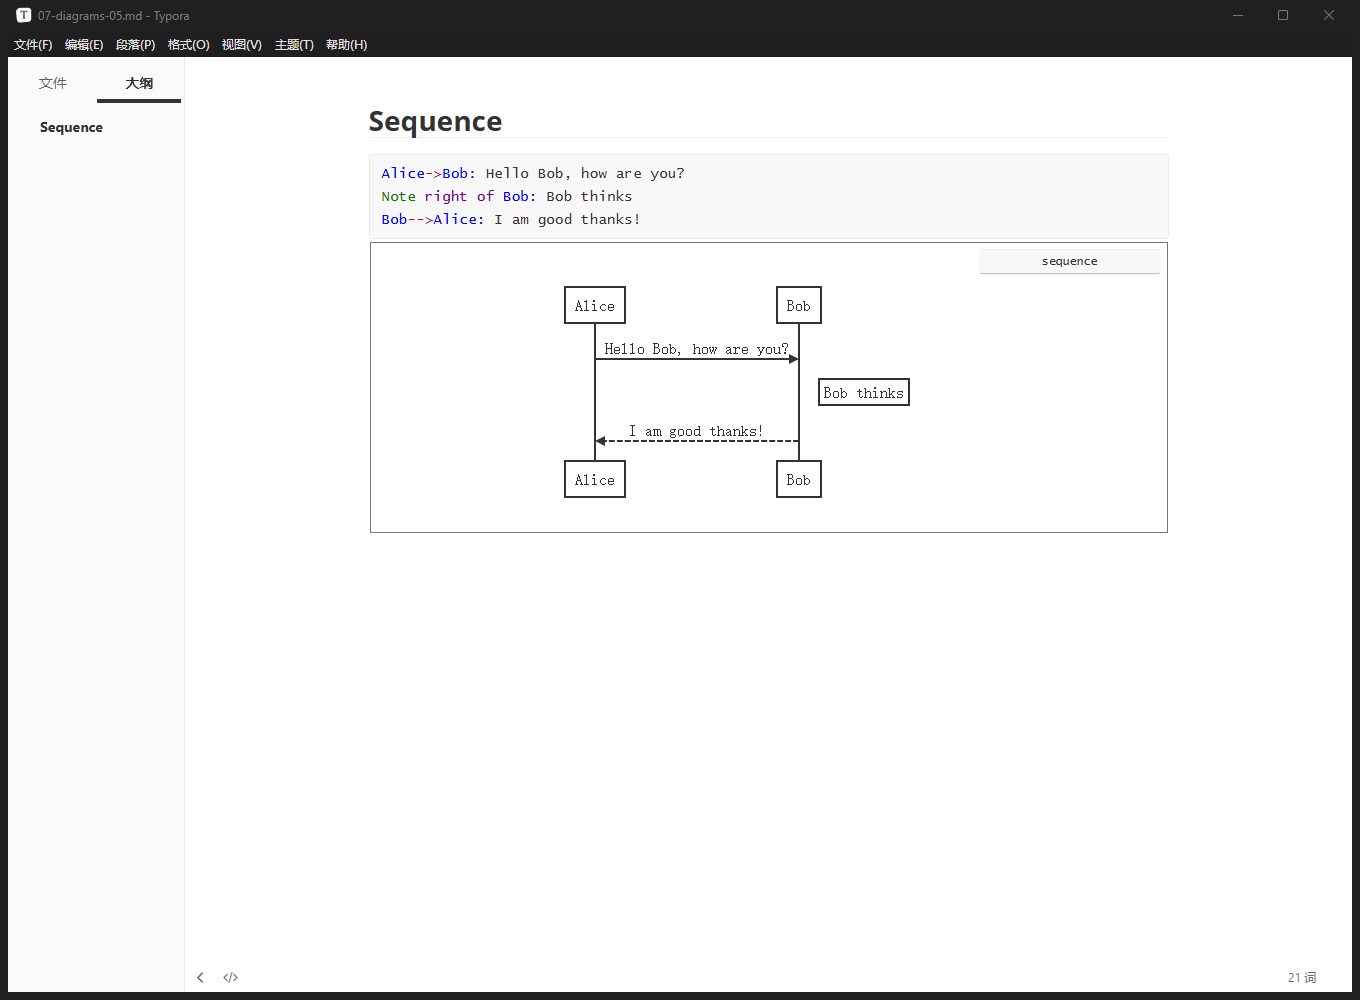 07-diagrams-05.md - Typora
文件(F) 编辑(E) 段落(P) 格式(O) 视图(V) 主题(T) 帮助(H)
文件 大纲
Sequence
Sequence
Alice->Bob: Hello Bob, how are you?
Note right of Bob: Bob thinks
Bob-->Alice: I am good thanks!
sequence
Alice Bob
Hello Bob, how are you?
Bob thinks
I am good thanks!
Alice Bob
21 词